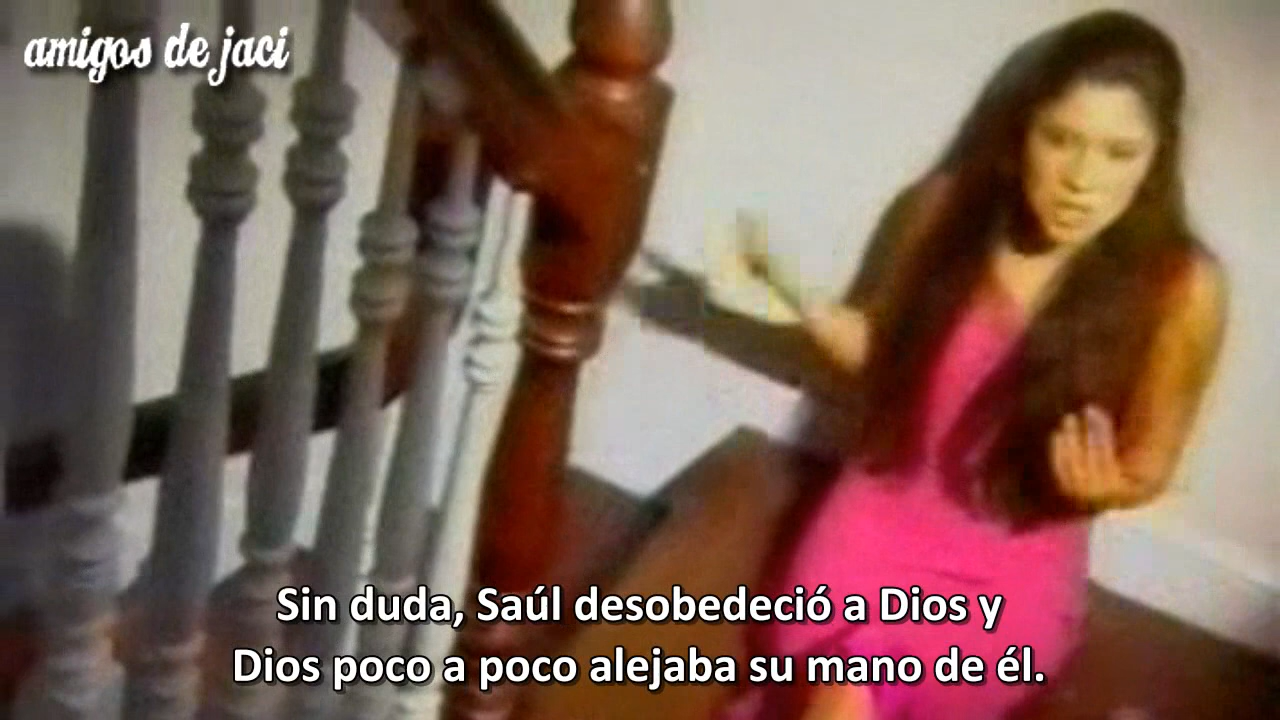 amigos de jaci
Sin duda, Saúl desobedeció a Dios y
Dios poco a poco alejaba su mano de él.